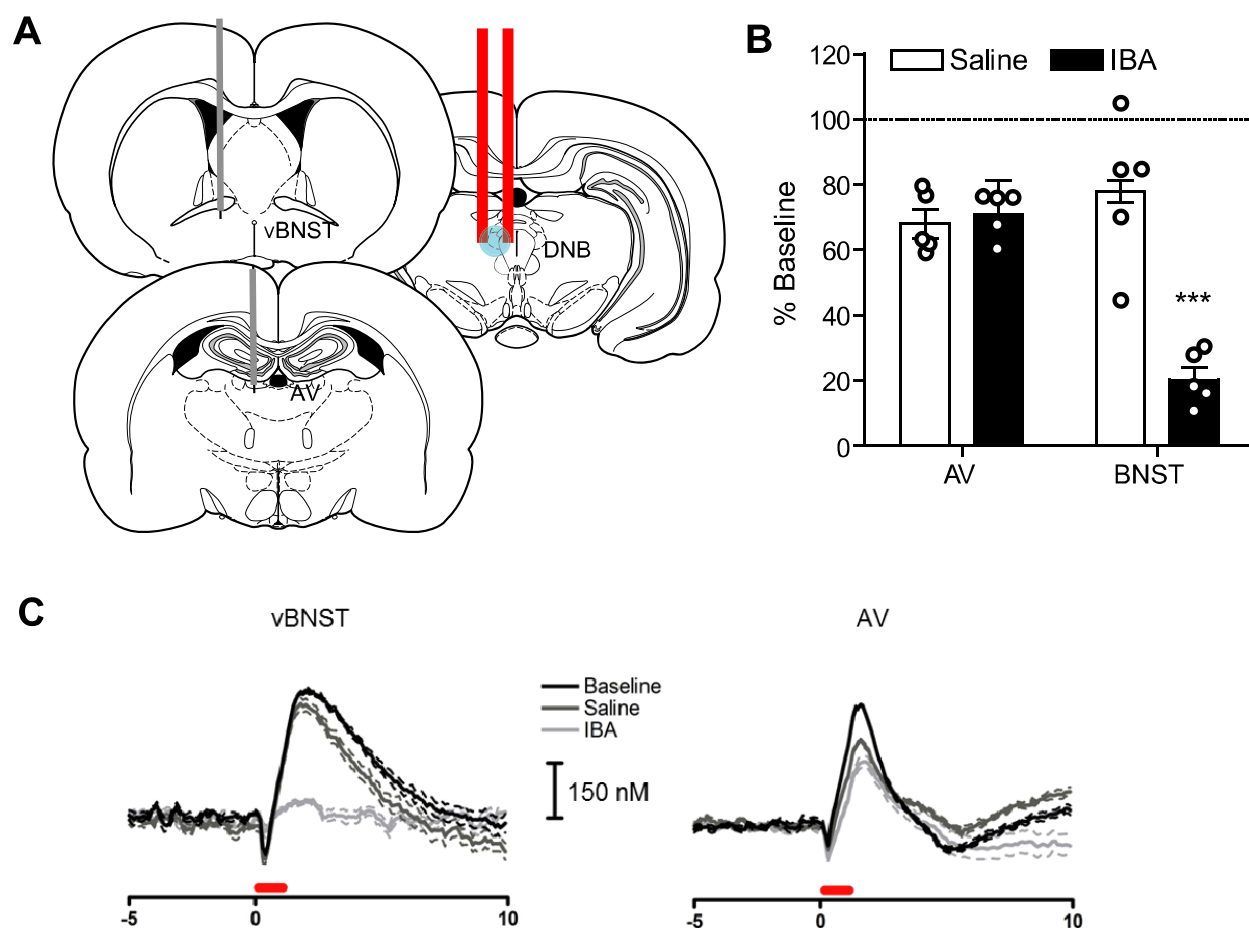 A
vBNST
DNB
AV
B
120
Saline
IBA
100
80
60
40
20
0
% Baseline
***
AV
BNST
C
vBNST
AV
Baseline
Saline
IBA
150 nM
-5
0
10
-5
0
10